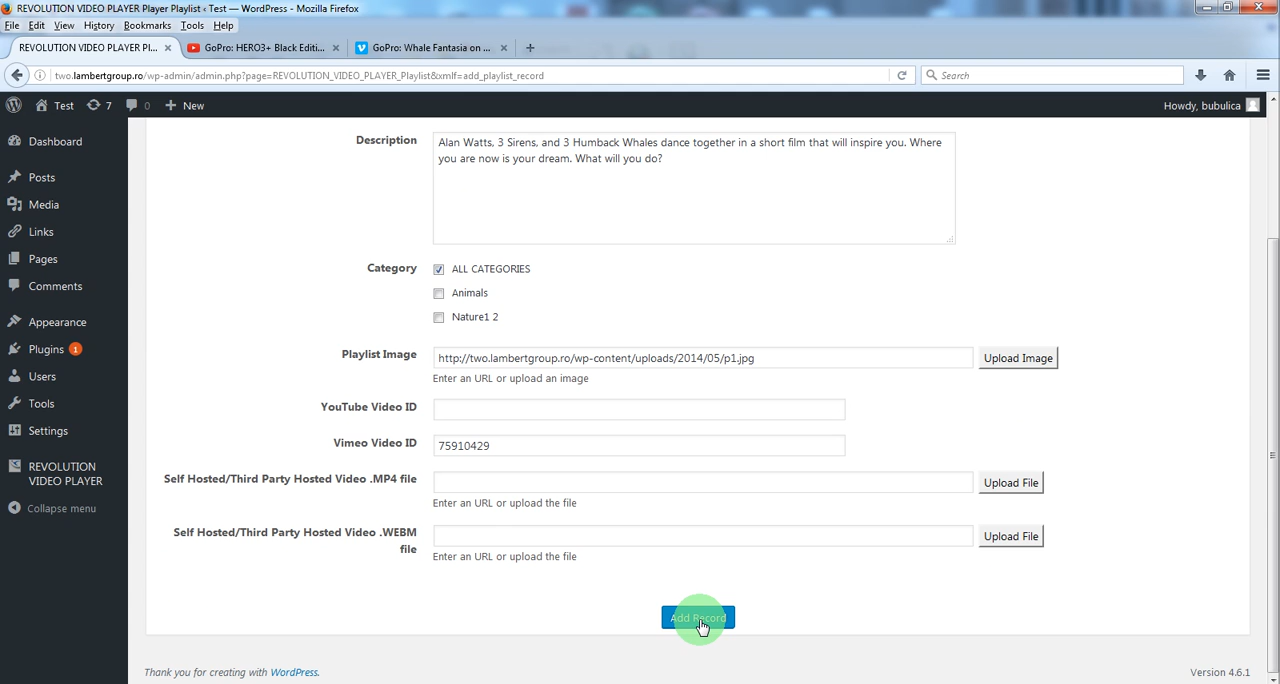 REVOLUTION VIDEO PLAYER Player Playlist ‹ Test — WordPress - Mozilla Firefox
File Edit View History Bookmarks Tools Help
REVOLUTION VIDEO PLAYER Pl... × GoPro: HERO3+ Black Editi... × GoPro: Whale Fantasia on ... × +
two.lambertgroup.ro/wp-admin/admin.php?page=REVOLUTION_VIDEO_PLAYER_Playlist&xmlf=add_playlist_record Search
Test 7 0 + New Howdy, bubulica
Dashboard
Posts
Media
Links
Pages
Comments
Appearance
Plugins 1
Users
Tools
Settings
REVOLUTION
VIDEO PLAYER
Collapse menu
Description
Alan Watts, 3 Sirens, and 3 Humback Whales dance together in a short film that will inspire you. Where
you are now is your dream. What will you do?
Category
ALL CATEGORIES
Animals
Nature1 2
Playlist Image http://two.lambertgroup.ro/wp-content/uploads/2014/05/p1.jpg Upload Image
Enter an URL or upload an image
YouTube Video ID
Vimeo Video ID 75910429
Self Hosted/Third Party Hosted Video .MP4 file Upload File
Enter an URL or upload the file
Self Hosted/Third Party Hosted Video .WEBM
file
Upload File
Enter an URL or upload the file
Add Record
Thank you for creating with WordPress. Version 4.6.1